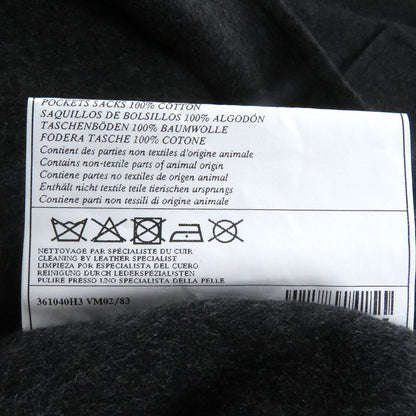 POCKETS SACKS 100% COTTON
SAQUILLOS DE BOLSILLOS 100% ALGODÓN
TASCHENBÖDEN 100% BAUMWOLLE
FODERA TASCHE 100% COTONE
Contient des parties non textiles d'origine animale
Contains non-textile parts of animal origin
Contiene partes no textiles de origen animal
Enthält nicht textile teile tierischen ursprungs
Contiene parti non tessili di origine animale
NETTOYAGE PAR SPÉCIALISTE DU CUIR
CLEANING BY LEATHER SPECIALIST
LIMPIEZA POR ESPECIALISTA DEL CUERO
REINIGUNG DURCH LEDERSPEZIALISTEN
PULIRE PRESSO UNO SPECIALISTA DELLA PELLE
361040H3 VM02/83